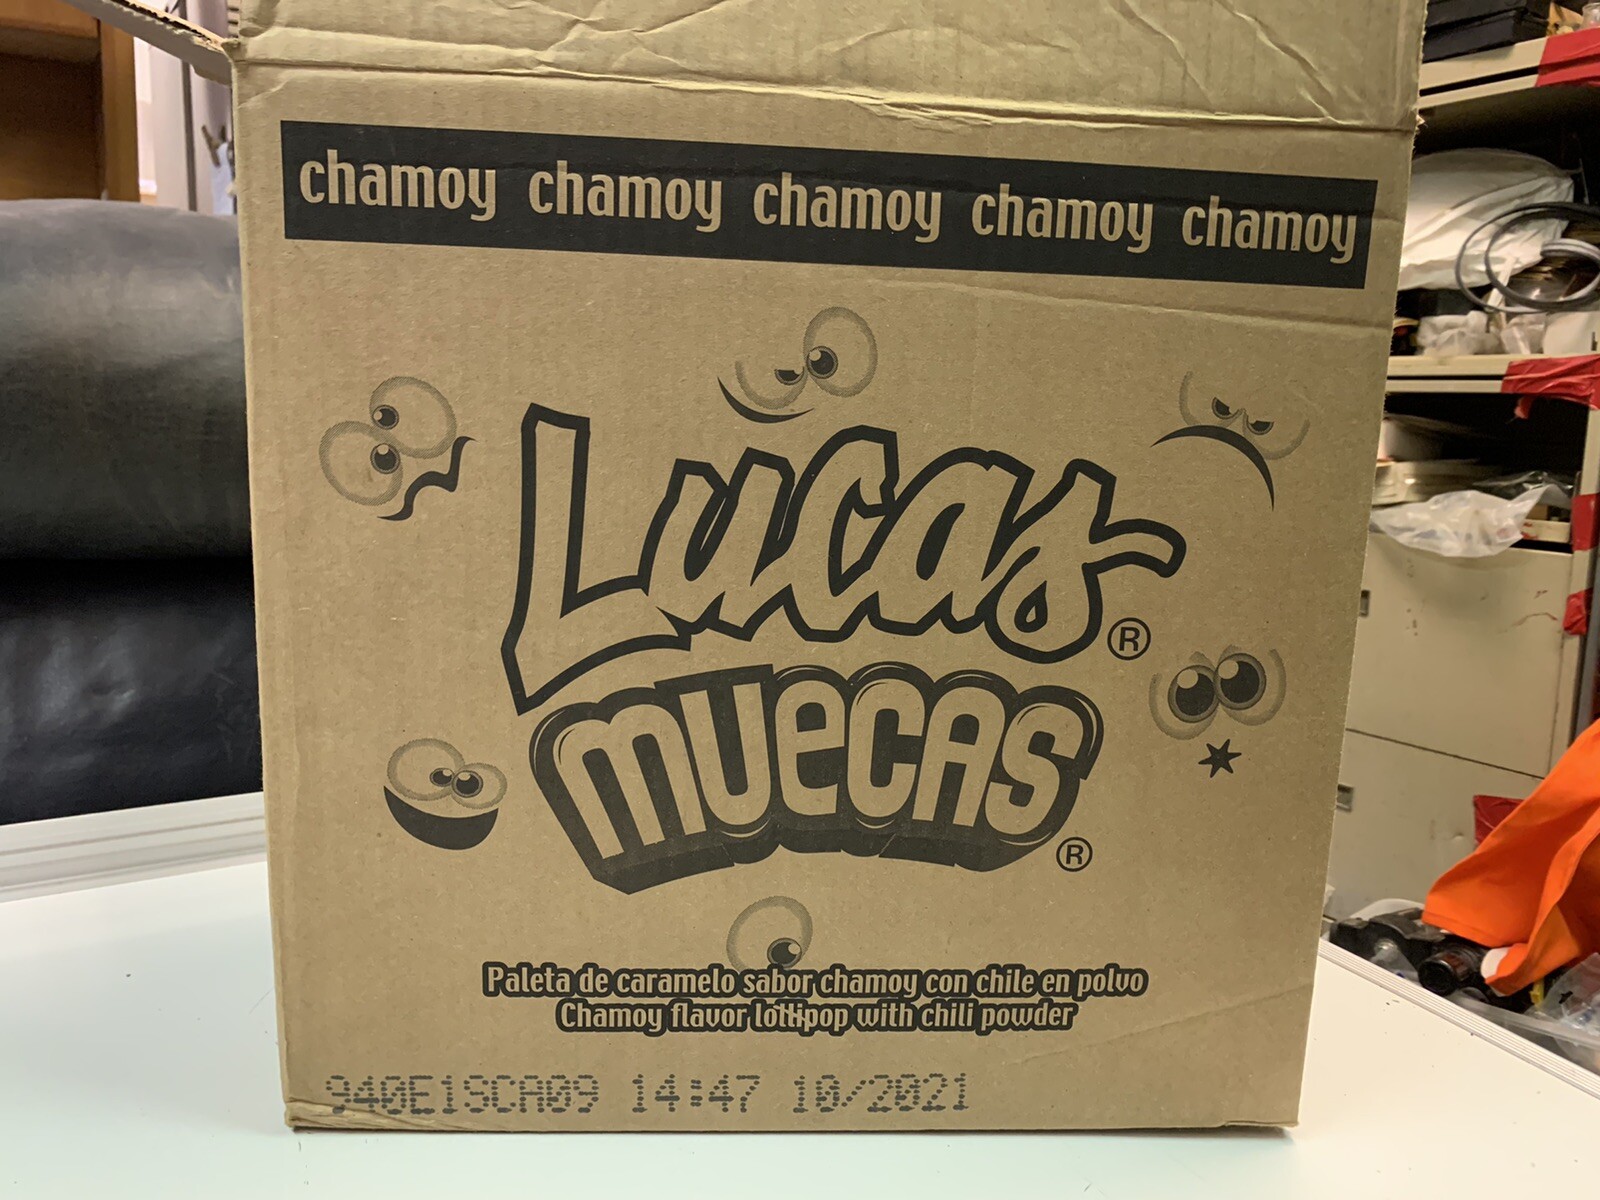 chamoy chamoy chamoy chamoy chamoy
Lucas ®
MUECAS ®
Paleta de caramelo sabor chamoy con chile en polvo
Chamoy flavor lollipop with chili powder
940E1SCA09 14:47 10/2021